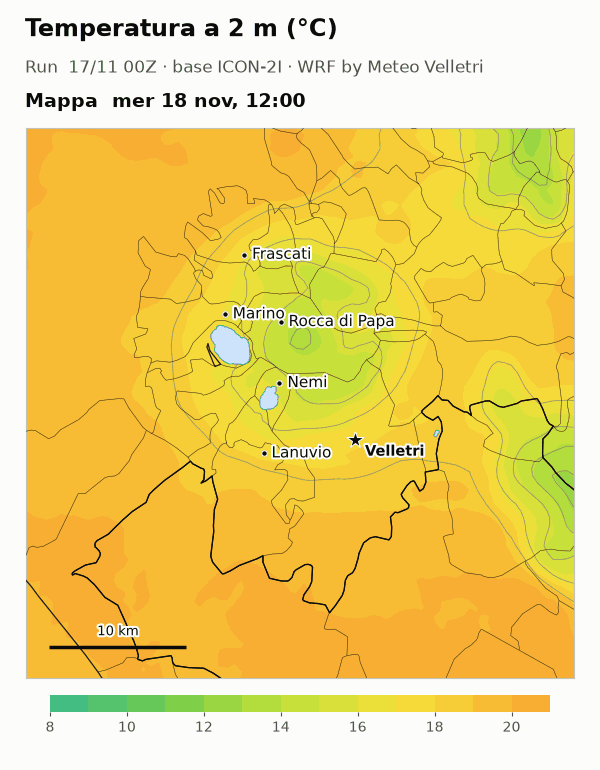 Temperatura a 2 m (°C)
Run  17/11 00Z · base ICON-2I · WRF by Meteo Velletri
Mappa  mer 18 nov, 12:00
Frascati
Marino
Rocca di Papa
Nemi
Velletri
Lanuvio
10 km
8 10 12 14 16 18 20